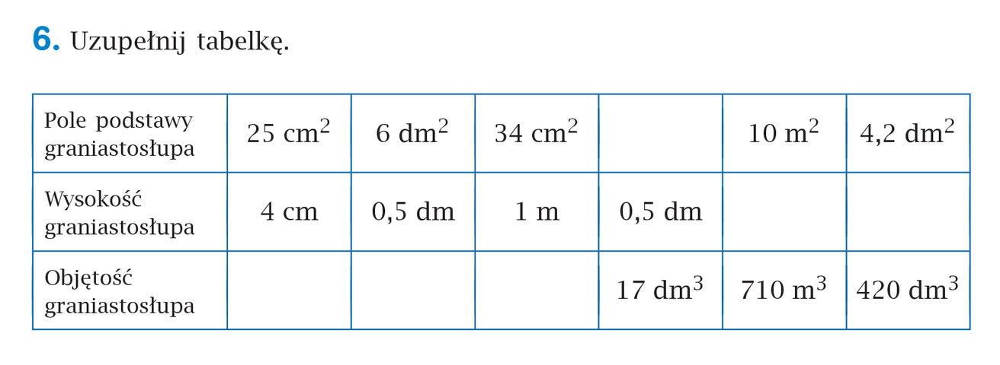 6. Uzupełnij tabelkę.
Pole podstawy
graniastosłupa
25 cm²
6 dm²
34 cm²
10 m²
4,2 dm²
Wysokość
graniastosłupa
4 cm
0,5 dm
1 m
0,5 dm
Objętość
graniastosłupa
17 dm³
710 m³
420 dm³